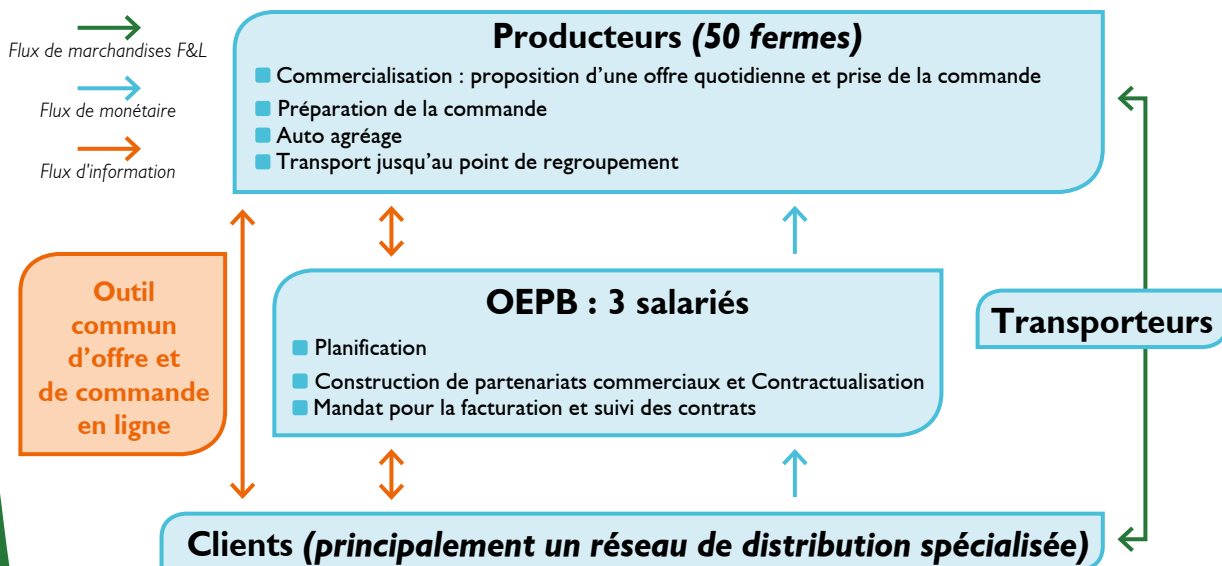 Flux de marchandises F&L
Flux de monétaire
Flux d'information
Producteurs (50 fermes)
Commercialisation : proposition d’une offre quotidienne et prise de la commande
Préparation de la commande
Auto agréage
Transport jusqu’au point de regroupement
Outil
commun
d’offre et
de commande
en ligne
OEPB : 3 salariés
Planification
Construction de partenariats commerciaux et Contractualisation
Mandat pour la facturation et suivi des contrats
Transporteurs
Clients (principalement un réseau de distribution spécialisée)